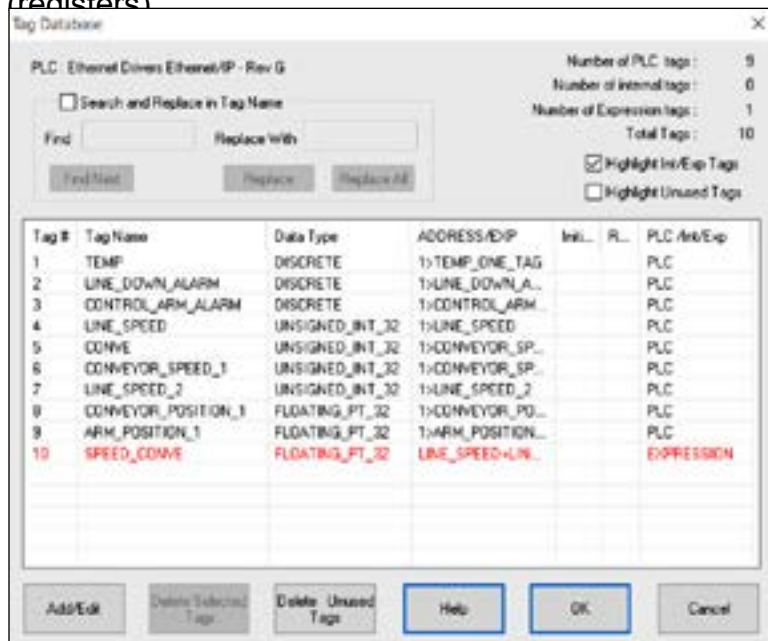 (registers)
Tag Database
PLC : Ethernet Drivers Ethernet/IP - Rev G
Number of PLC tags : 9
Number of internal tags : 0
Number of Expression tags : 1
Total Tags : 10
Search and Replace in Tag Name
Find Replace With
Find Next Replace Replace All
Highlight Int/Exp Tags
Highlight Unused Tags
Tag # Tag Name Data Type ADDRESS/EXP Initi... R... PLC /Int/Exp
1 TEMP DISCRETE 1>TEMP_ONE_TAG PLC
2 LINE_DOWN_ALARM DISCRETE 1>LINE_DOWN_A... PLC
3 CONTROL_ARM_ALARM DISCRETE 1>CONTROL_ARM... PLC
4 LINE_SPEED UNSIGNED_INT_32 1>LINE_SPEED PLC
5 CONVE UNSIGNED_INT_32 1>CONVEYOR_SP... PLC
6 CONVEYOR_SPEED_1 UNSIGNED_INT_32 1>CONVEYOR_SP... PLC
7 LINE_SPEED_2 UNSIGNED_INT_32 1>LINE_SPEED_2 PLC
8 CONVEYOR_POSITION_1 FLOATING_PT_32 1>CONVEYOR_PO... PLC
9 ARM_POSITION_1 FLOATING_PT_32 1>ARM_POSITION... PLC
10 SPEED_CONVE FLOATING_PT_32 LINE_SPEED+LIN... EXPRESSION
Add/Edit Delete Selected Tags Delete Unused Tags Help OK Cancel